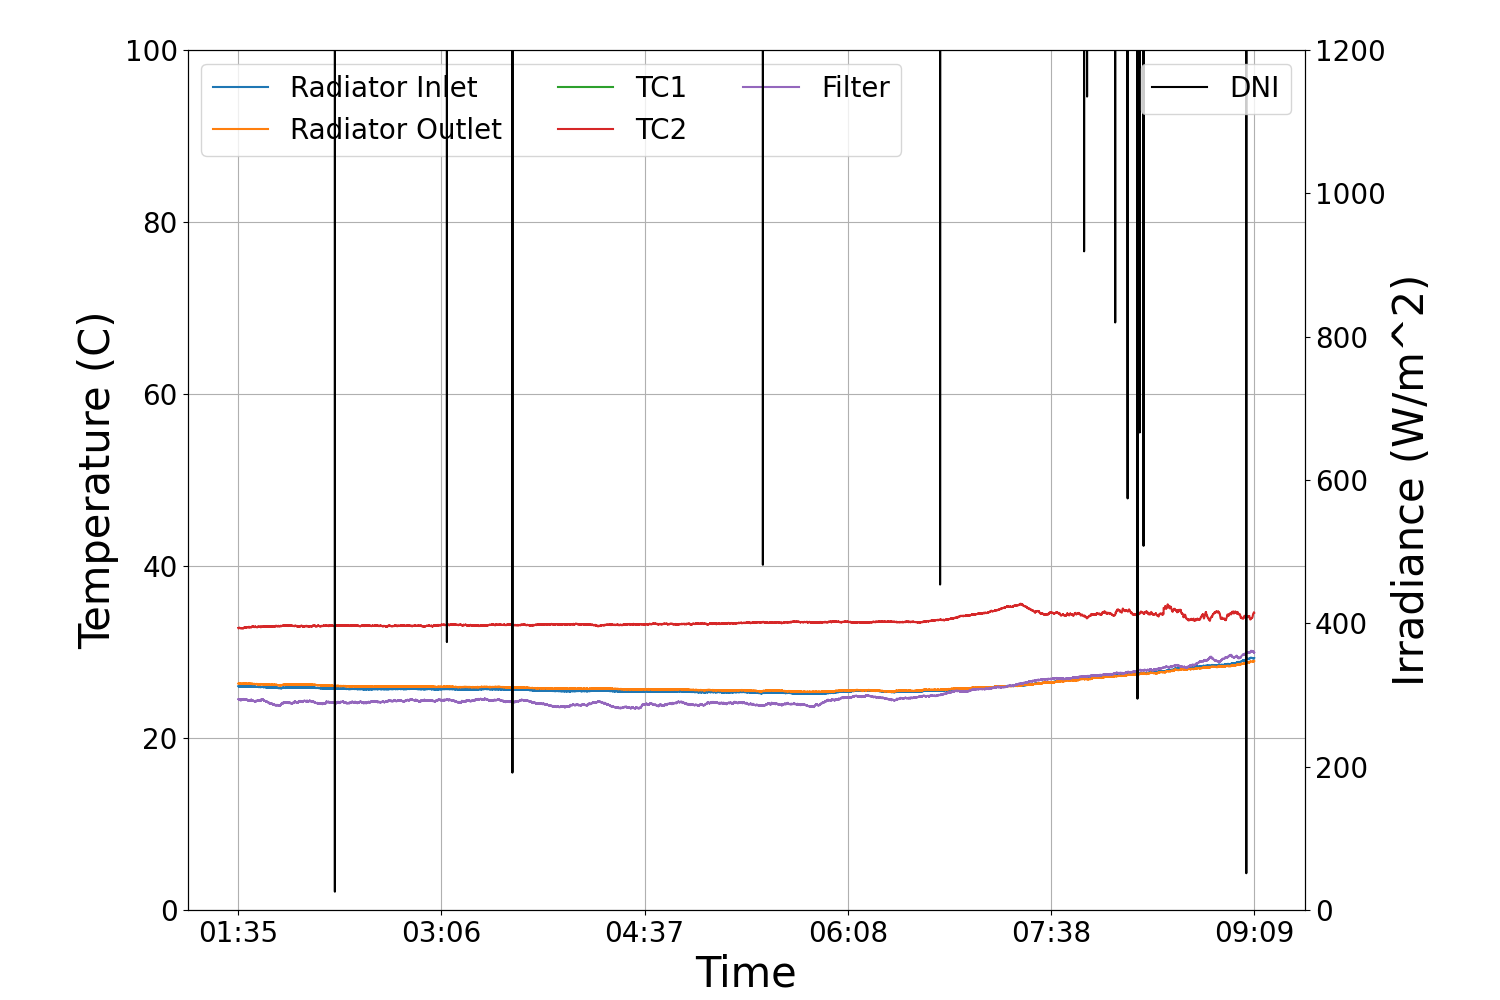 100
80
60
40
20
0
Temperature (C)
Radiator Inlet
Radiator Outlet
TC1
TC2
Filter
DNI
1200
1000
800
600
400
200
0
Irradiance (W/m^2)
01:35 03:06 04:37 06:08 07:38 09:09
Time